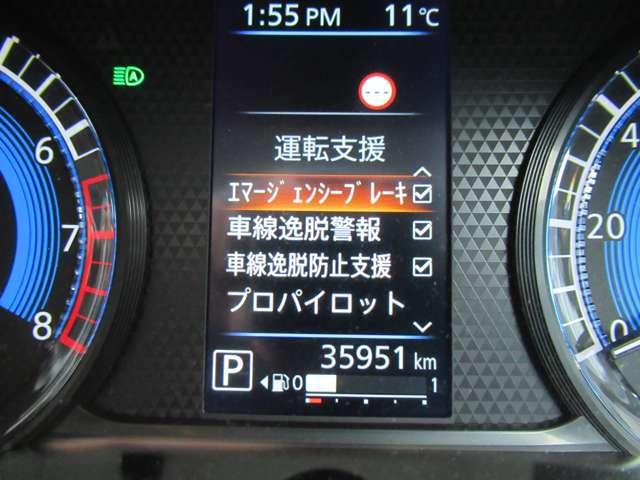 1:55 PM 11℃
---
運転支援
ｴﾏｰｼﾞｪﾝｼｰﾌﾞﾚｰｷ
車線逸脱警報
車線逸脱防止支援
プロパイロット
35951 km
P 0 1
A
6
7
8
20
0